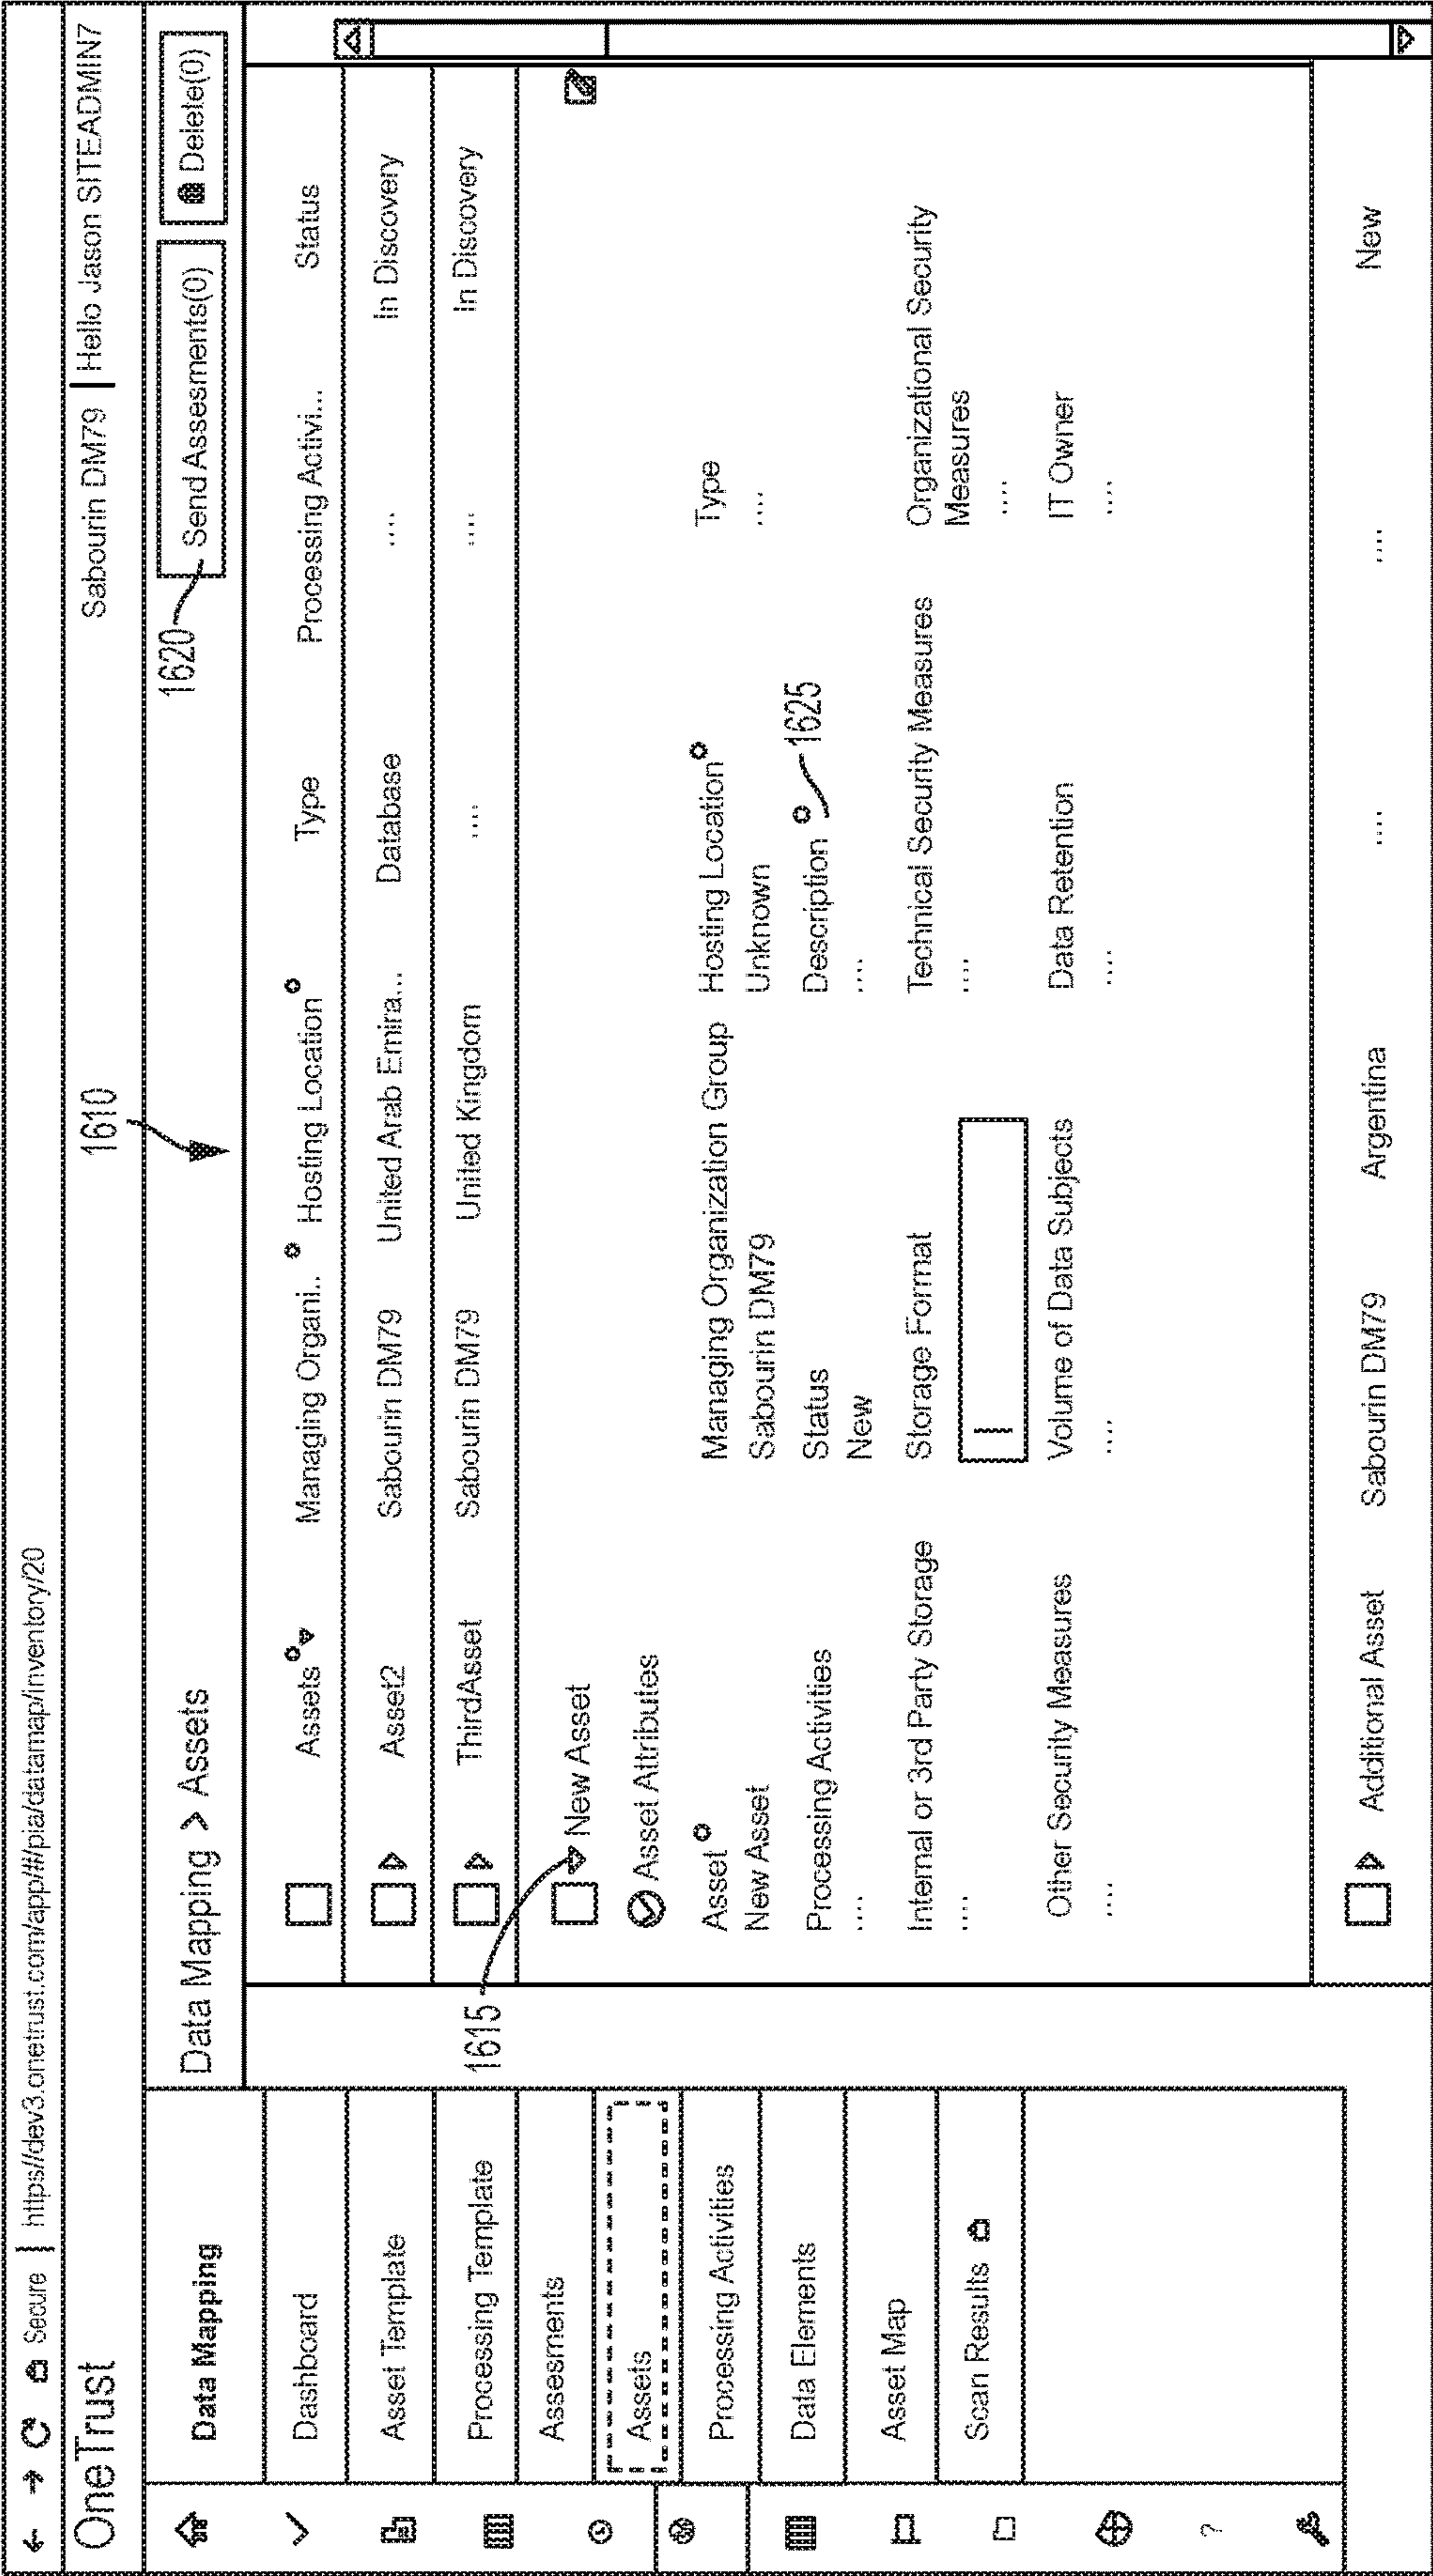 Secure | https//dev3.onetrust.com/app/#/pia/datamap/inventory/20
OneTrust
Sabourin DM79 | Hello Jason SITEADMIN7
1610
Data Mapping
Data Mapping > Assets
1620
Send Assesments(0)
Delete(0)
Dashboard
Asset Template
Processing Template
Assesments
Assets
Processing Activities
Data Elements
Asset Map
Scan Results
?
Assets Managing Organi.. Hosting Location Type Processing Activi... Status
Asset2 Sabourin DM79 United Arab Emira... Database .... In Discovery
ThirdAsset Sabourin DM79 United Kingdom .... .... In Discovery
1615
New Asset
Asset Attributes
Asset Managing Organization Group Hosting Location Type
New Asset Sabourin DM79 Unknown ....
Processing Activities Status Description
1625
.... New ....
Internal or 3rd Party Storage Storage Format Technical Security Measures Organizational Security
Measures
.... .... ....
Other Security Measures Volume of Data Subjects Data Retention IT Owner
.... .... .... ....
Additional Asset Sabourin DM79 Argentina .... .... New